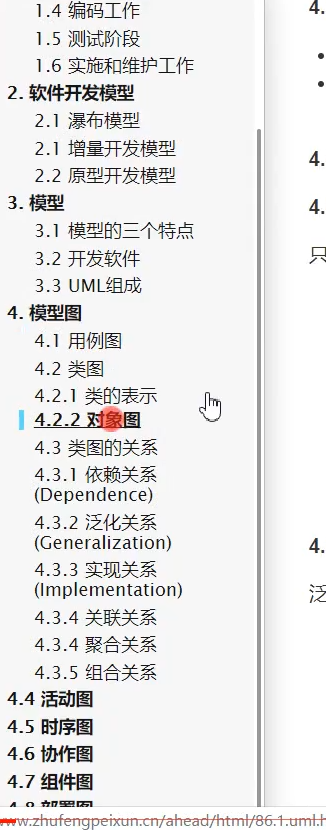 1.4 编码工作
1.5 测试阶段
1.6 实施和维护工作
2. 软件开发模型
2.1 瀑布模型
2.1 增量开发模型
2.2 原型开发模型
3. 模型
3.1 模型的三个特点
3.2 开发软件
3.3 UML组成
4. 模型图
4.1 用例图
4.2 类图
4.2.1 类的表示
4.2.2 对象图
4.3 类图的关系
4.3.1 依赖关系
(Dependence)
4.3.2 泛化关系
(Generalization)
4.3.3 实现关系
(Implementation)
4.3.4 关联关系
4.3.4 聚合关系
4.3.5 组合关系
4.4 活动图
4.5 时序图
4.6 协作图
4.7 组件图
4.8 部署图
www.zhufengpeixun.cn/ahead/html/86.1.uml.h
4.
4.
4.
只
4.
泛